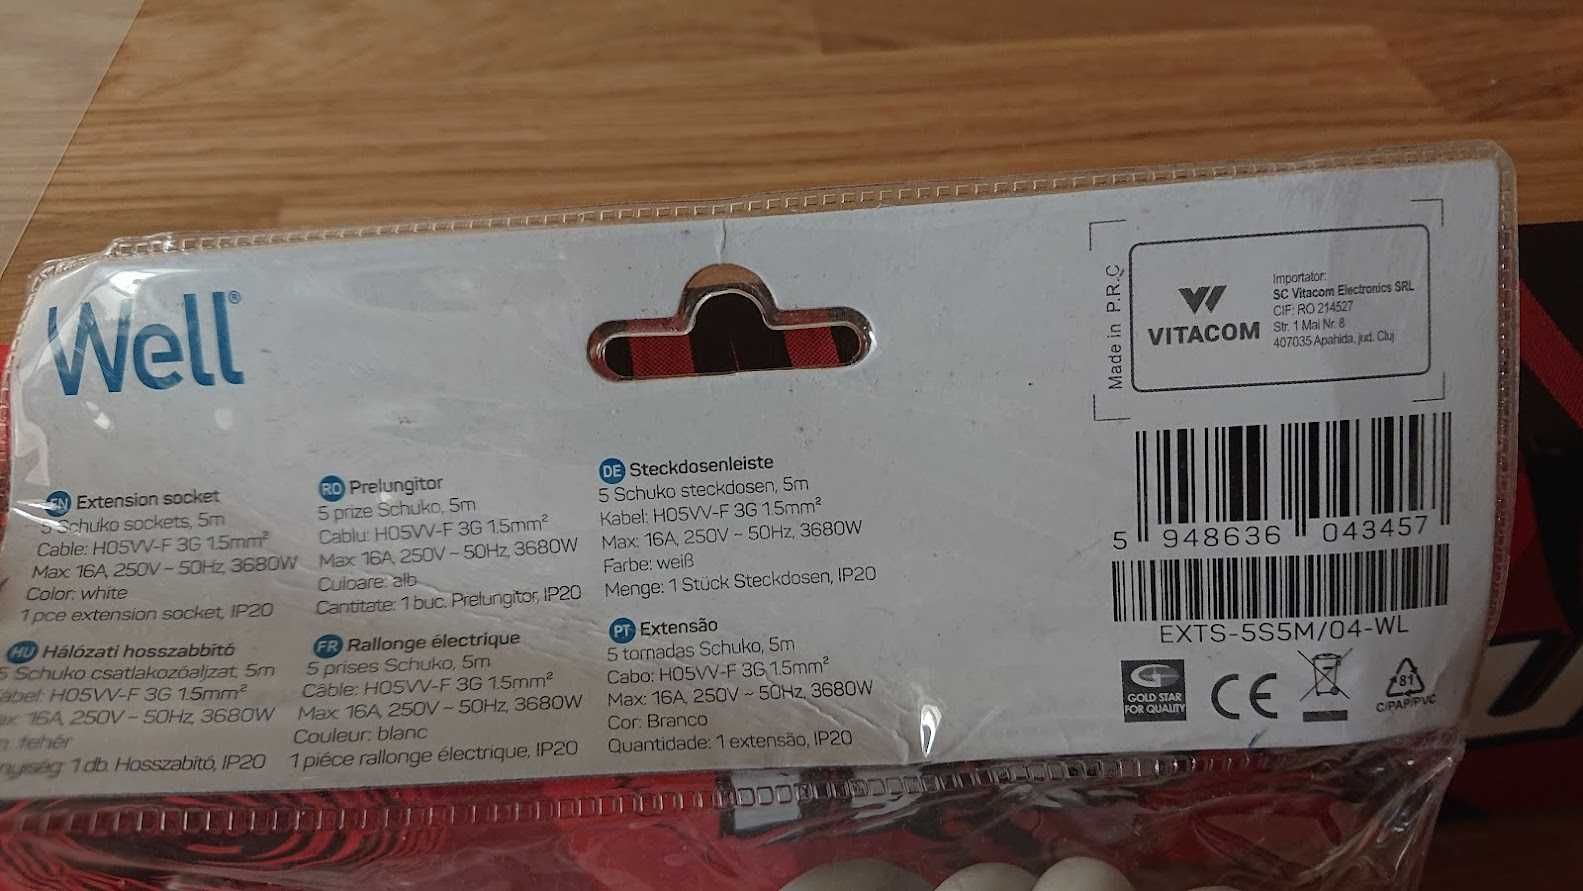 Well®
Made in P.R.C
VITACOM
Importator:
SC Vitacom Electronics SRL
CIF: RO 214527
Str. 1 Mai Nr. 8
407035 Apahida, jud. Cluj
EN Extension socket
5 Schuko sockets, 5m
Cable: H05VV-F 3G 1.5mm²
Max: 16A, 250V ~ 50Hz, 3680W
Color: white
1 pce extension socket, IP20
RO Prelungitor
5 prize Schuko, 5m
Cablu: H05VV-F 3G 1.5mm²
Max: 16A, 250V ~ 50Hz, 3680W
Culoare: alb
Cantitate: 1 buc. Prelungitor, IP20
DE Steckdosenleiste
5 Schuko steckdosen, 5m
Kabel: H05VV-F 3G 1.5mm²
Max: 16A, 250V ~ 50Hz, 3680W
Farbe: weiß
Menge: 1 Stück Steckdosen, IP20
HU Hálózati hosszabbító
5 Schuko csatlakozóaljzat, 5m
H05VV-F 3G 1.5mm²
16A, 250V ~ 50Hz, 3680W
fehér
1 db. Hosszabító, IP20
FR Rallonge électrique
5 prises Schuko, 5m
Câble: H05VV-F 3G 1.5mm²
Max: 16A, 250V ~ 50Hz, 3680W
Couleur: blanc
1 piéce rallonge électrique, IP20
PT Extensão
5 tomadas Schuko, 5m
Cabo: H05VV-F 3G 1.5mm²
Max: 16A, 250V ~ 50Hz, 3680W
Cor: Branco
Quantidade: 1 extensão, IP20
5 948636 043457
EXTS-5S5M/04-WL
GOLD STAR
FOR QUALITY
CE
81
C/PAP/PVC